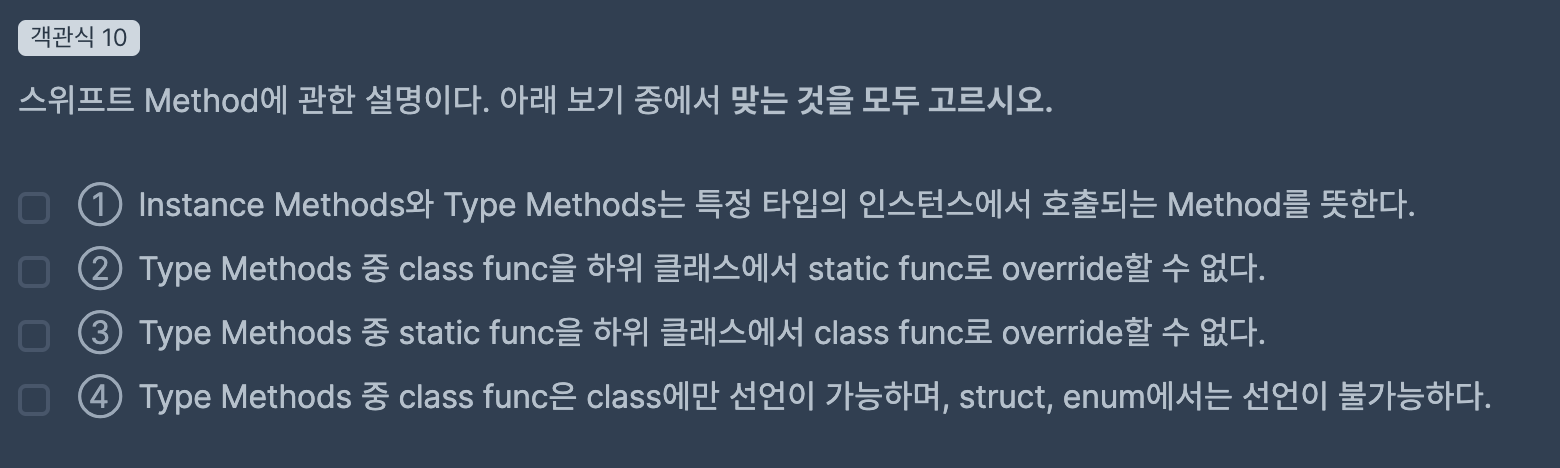 객관식 10
스위프트 Method에 관한 설명이다. 아래 보기 중에서 맞는 것을 모두 고르시오.
① Instance Methods와 Type Methods는 특정 타입의 인스턴스에서 호출되는 Method를 뜻한다.
② Type Methods 중 class func을 하위 클래스에서 static func로 override할 수 없다.
③ Type Methods 중 static func을 하위 클래스에서 class func로 override할 수 없다.
④ Type Methods 중 class func은 class에만 선언이 가능하며, struct, enum에서는 선언이 불가능하다.